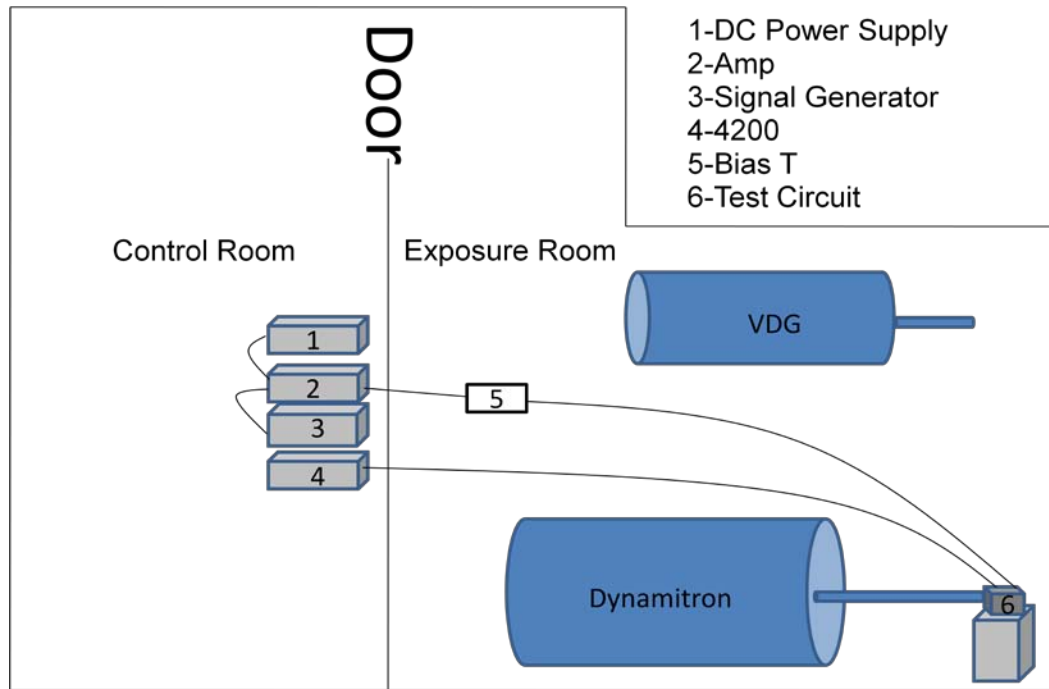 Door
1-DC Power Supply
2-Amp
3-Signal Generator
4-4200
5-Bias T
6-Test Circuit
Control Room
Exposure Room
VDG
1
2
5
3
4
Dynamitron
6